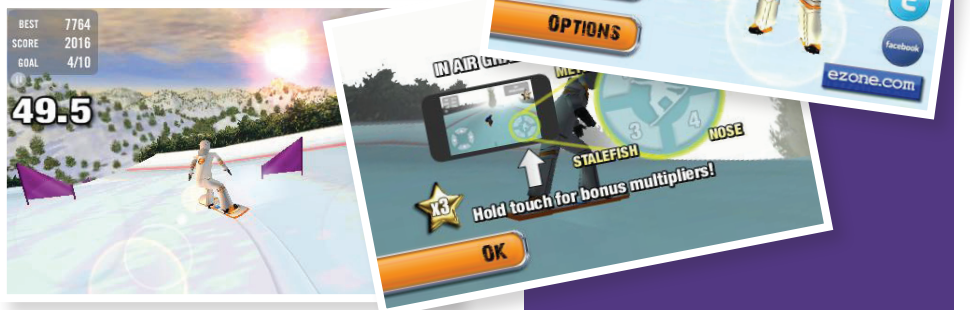 BEST 7764
SCORE 2016
GOAL 4/10
49.5
OPTIONS
facebook
ezone.com
IN AIR
3
4
NOSE
STALEFISH
x3
Hold touch for bonus multipliers!
OK